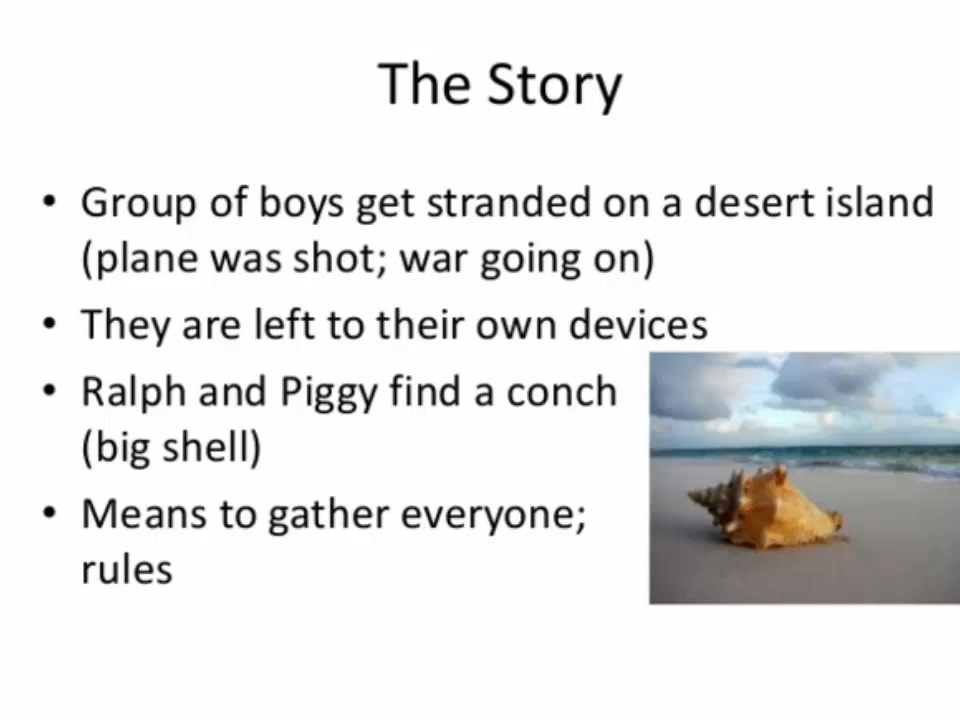 The Story
• Group of boys get stranded on a desert island
(plane was shot; war going on)
• They are left to their own devices
• Ralph and Piggy find a conch
(big shell)
• Means to gather everyone;
rules